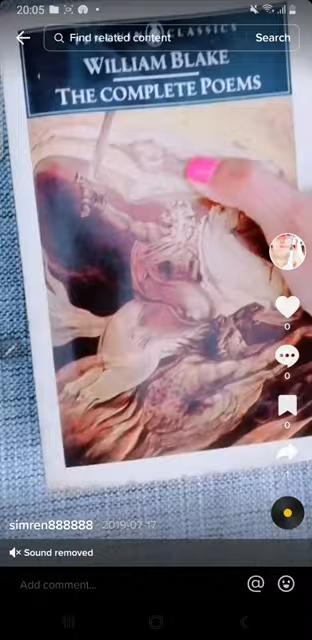 20:05
Find related content
Search
CLASSICS
WILLIAM BLAKE
THE COMPLETE POEMS
0
0
0
simren888888 · 2019-07-17
Sound removed
Add comment...